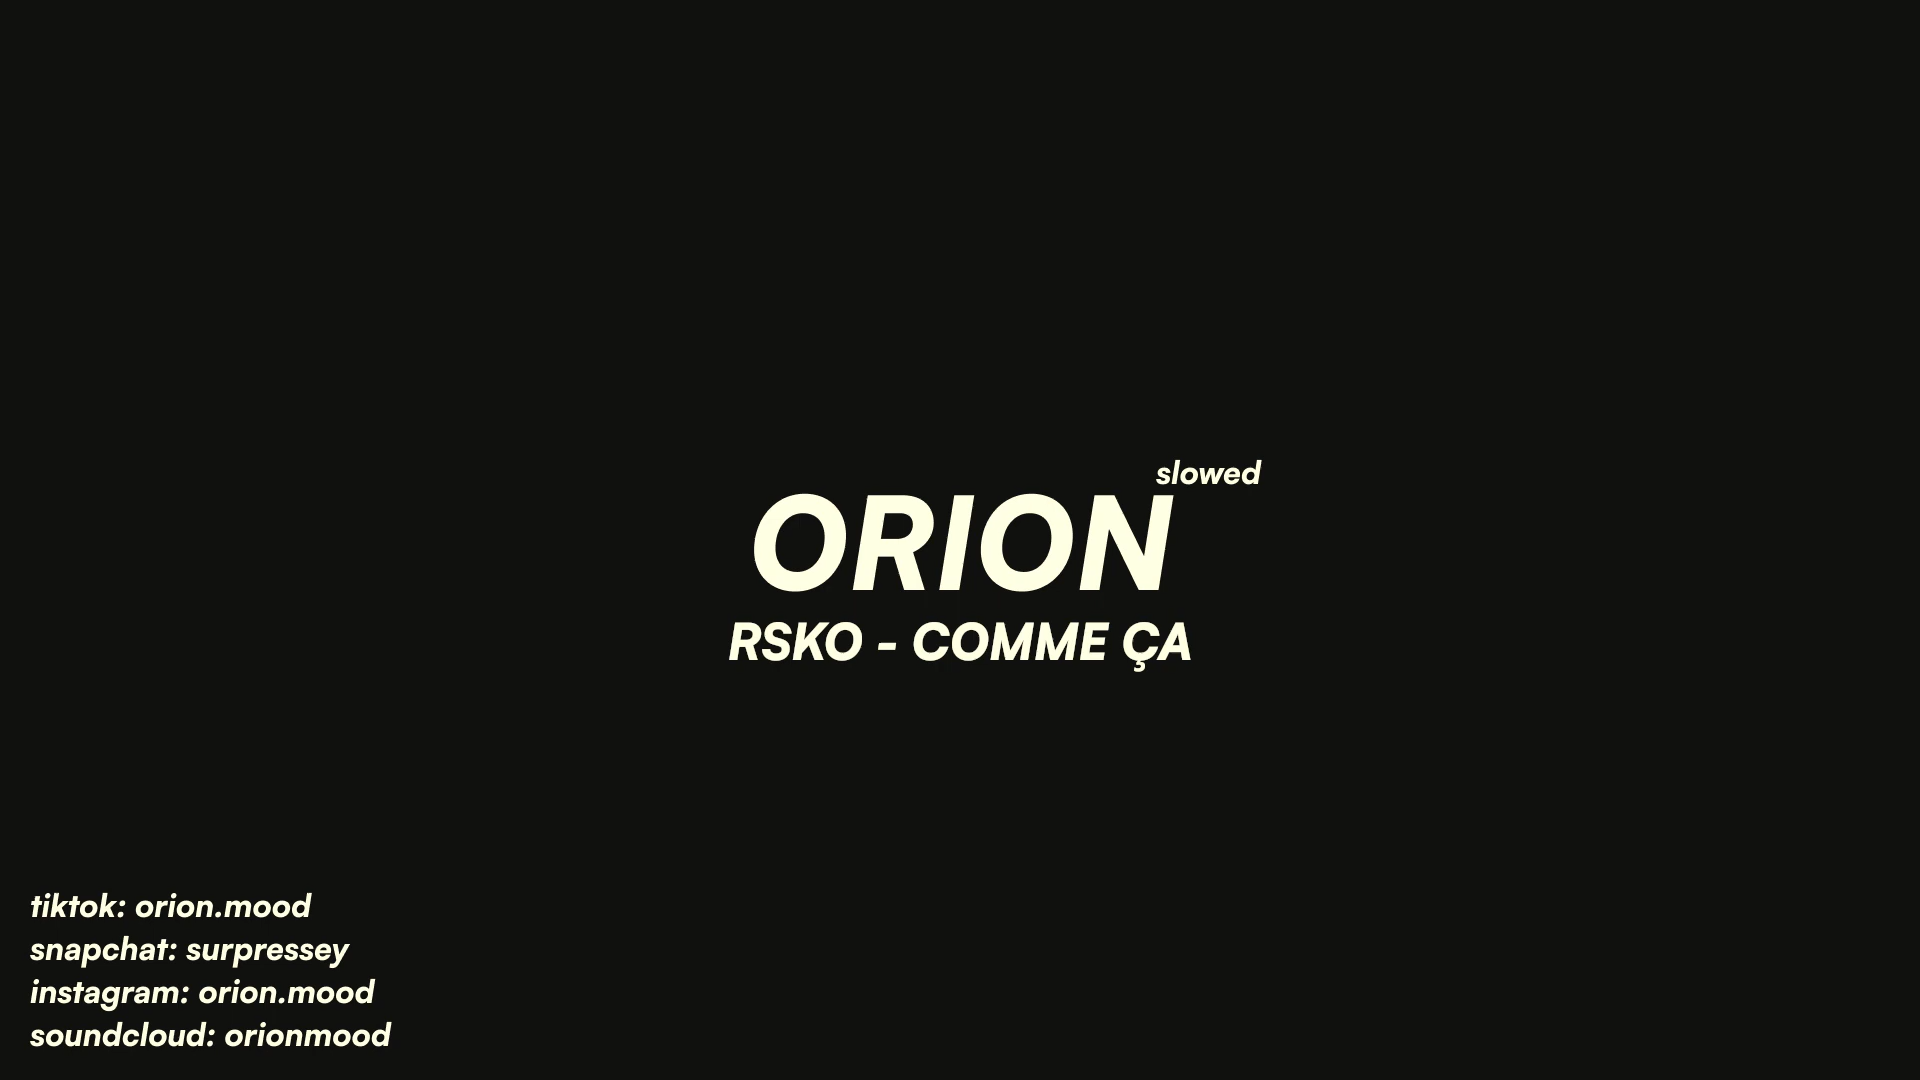 slowed
ORION
RSKO - COMME ÇA
tiktok: orion.mood
snapchat: surpressey
instagram: orion.mood
soundcloud: orionmood